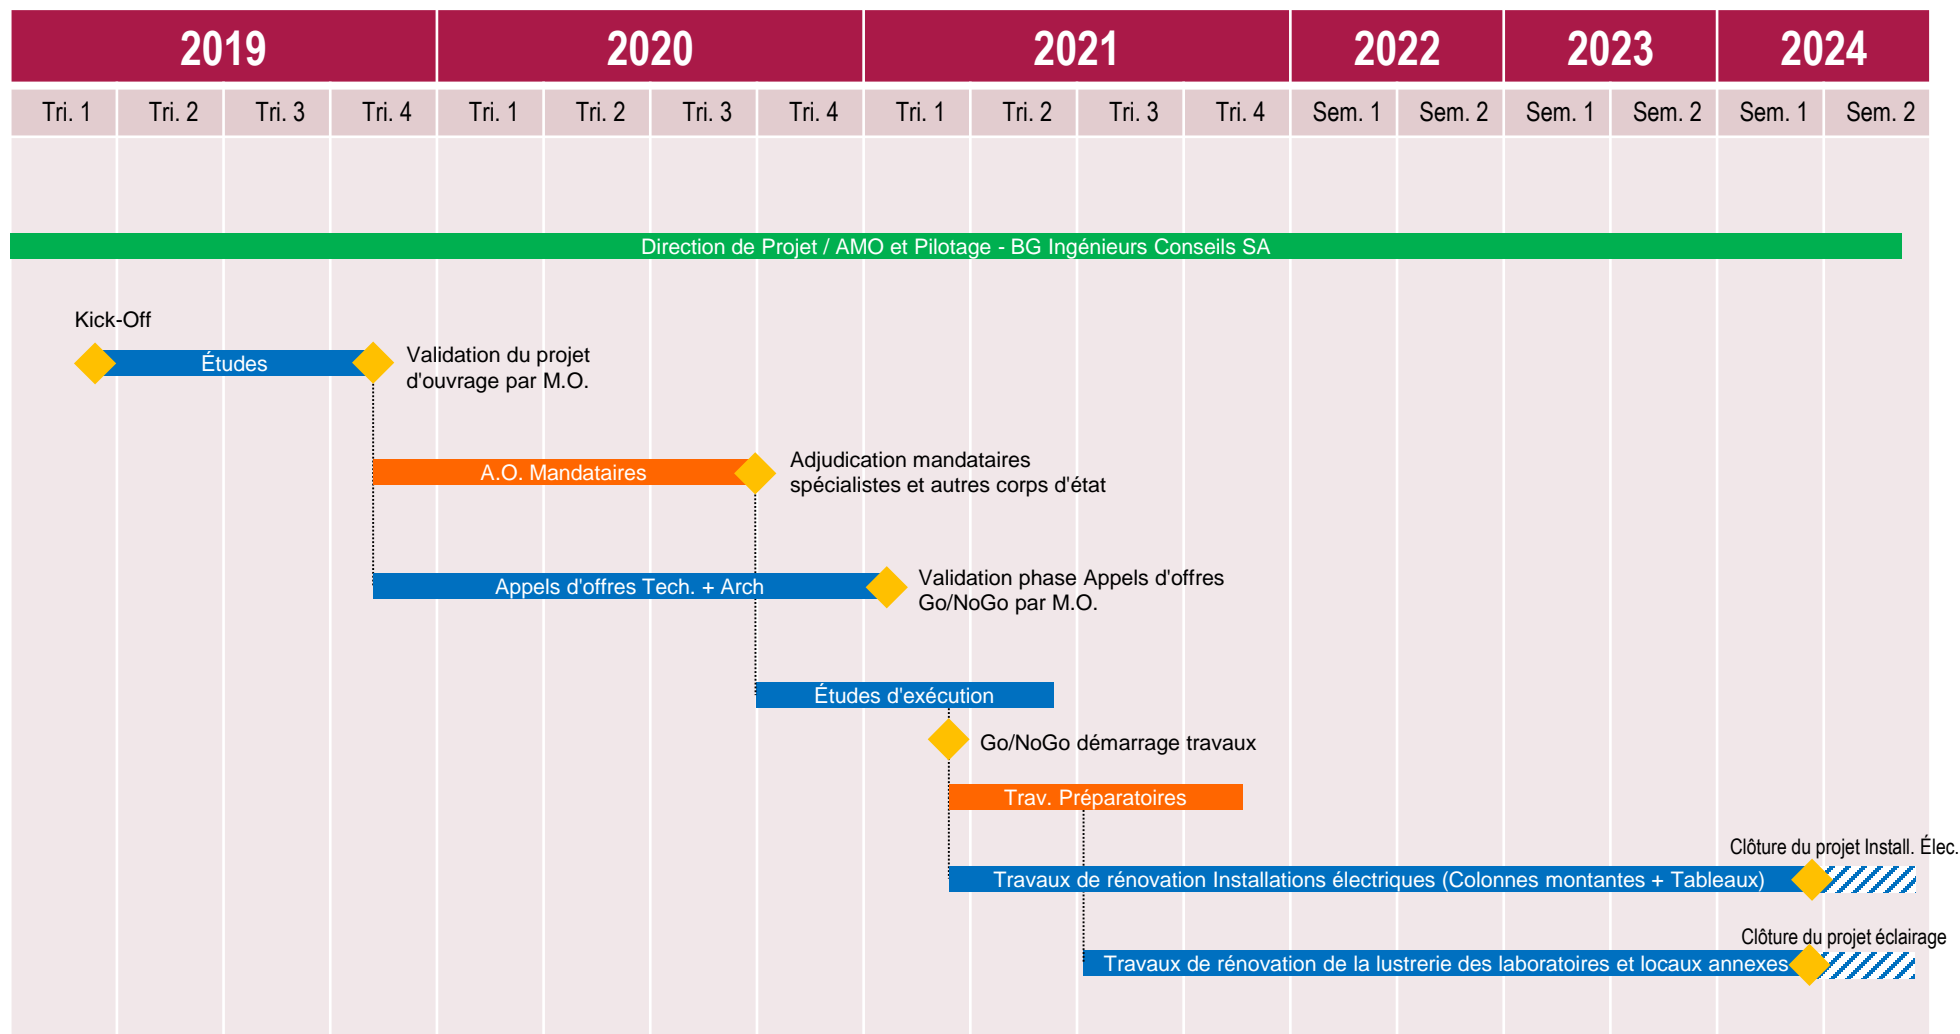 2019 2020 2021 2022 2023 2024
Tri. 1 Tri. 2 Tri. 3 Tri. 4 Tri. 1 Tri. 2 Tri. 3 Tri. 4 Tri. 1 Tri. 2 Tri. 3 Tri. 4 Sem. 1 Sem. 2 Sem. 1 Sem. 2 Sem. 1 Sem. 2
Direction de Projet / AMO et Pilotage - BG Ingénieurs Conseils SA
Kick-Off
Études
Validation du projet
d'ouvrage par M.O.
A.O. Mandataires
Adjudication mandataires
spécialistes et autres corps d'état
Appels d'offres Tech. + Arch
Validation phase Appels d'offres
Go/NoGo par M.O.
Études d'exécution
Go/NoGo démarrage travaux
Trav. Préparatoires
Clôture du projet Install. Élec.
Travaux de rénovation Installations électriques (Colonnes montantes + Tableaux)
Clôture du projet éclairage
Travaux de rénovation de la lustrerie des laboratoires et locaux annexes